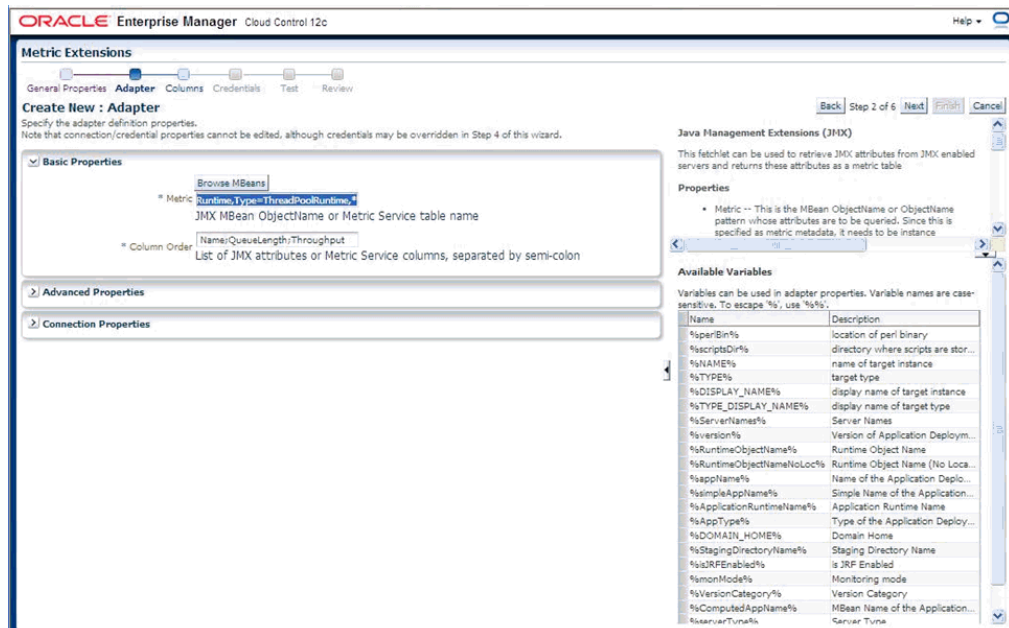 ORACLE Enterprise Manager Cloud Control 12c
Help
Metric Extensions
General Properties Adapter Columns Credentials Test Review
Create New : Adapter
Back Step 2 of 6 Next Finish Cancel
Specify the adapter definition properties.
Note that connection/credential properties cannot be edited, although credentials may be overridden in Step 4 of this wizard.
Basic Properties
Browse MBeans
* Metric Runtime,Type=ThreadPoolRuntime,*
JMX MBean ObjectName or Metric Service table name
* Column Order Name;QueueLength;Throughput
List of JMX attributes or Metric Service columns, separated by semi-colon
Advanced Properties
Connection Properties
Java Management Extensions (JMX)
This fetchlet can be used to retrieve JMX attributes from JMX enabled
servers and returns these attributes as a metric table
Properties
• Metric -- This is the MBean ObjectName or ObjectName
pattern whose attributes are to be queried. Since this is
specified as metric metadata, it needs to be instance
Available Variables
Variables can be used in adapter properties. Variable names are case-
sensitive. To escape '%', use '%%'.
Name Description
%perlBin% location of perl binary
%scriptsDir% directory where scripts are stor...
%NAME% name of target instance
%TYPE% target type
%DISPLAY_NAME% display name of target instance
%TYPE_DISPLAY_NAME% display name of target type
%ServerNames% Server Names
%version% Version of Application Deploym...
%RuntimeObjectName% Runtime Object Name
%RuntimeObjectNameNoLoc% Runtime Object Name (No Loca...
%appName% Name of the Application Deplo...
%simpleAppName% Simple Name of the Application...
%ApplicationRuntimeName% Application Runtime Name
%AppType% Type of the Application Deploy...
%DOMAIN_HOME% Domain Home
%StagingDirectoryName% Staging Directory Name
%isJRFEnabled% is JRF Enabled
%monMode% Monitoring mode
%VersionCategory% Version Category
%ComputedAppName% MBean Name of the Application...
%serverType% Server Type